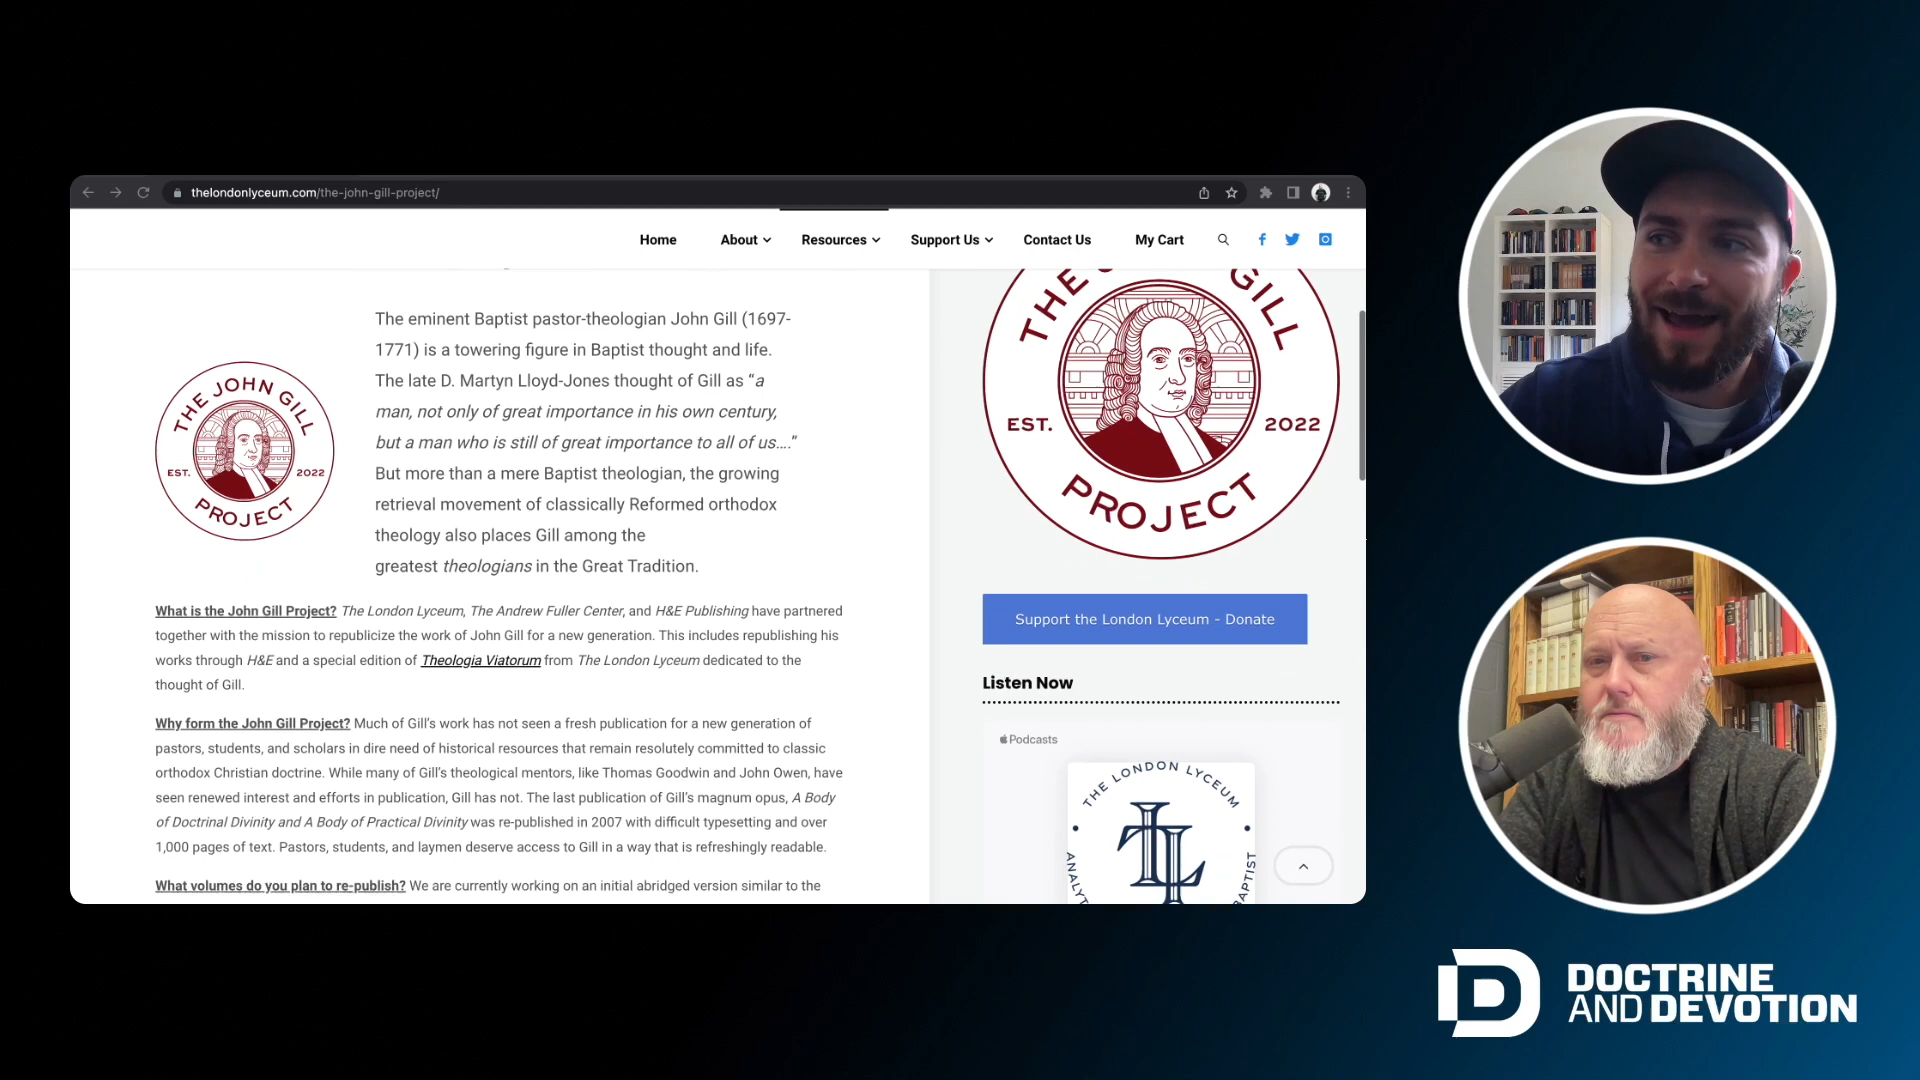 thelondonlyceum.com/the-john-gill-project/
Home About Resources Support Us Contact Us My Cart
The eminent Baptist pastor-theologian John Gill (1697-
1771) is a towering figure in Baptist thought and life.
The late D. Martyn Lloyd-Jones thought of Gill as “a
man, not only of great importance in his own century,
but a man who is still of great importance to all of us....”
But more than a mere Baptist theologian, the growing
retrieval movement of classically Reformed orthodox
theology also places Gill among the
greatest theologians in the Great Tradition.
THE JOHN GILL
EST. 2022
PROJECT
What is the John Gill Project? The London Lyceum, The Andrew Fuller Center, and H&E Publishing have partnered
together with the mission to republicize the work of John Gill for a new generation. This includes republishing his
works through H&E and a special edition of Theologia Viatorum from The London Lyceum dedicated to the
thought of Gill.
Why form the John Gill Project? Much of Gill’s work has not seen a fresh publication for a new generation of
pastors, students, and scholars in dire need of historical resources that remain resolutely committed to classic
orthodox Christian doctrine. While many of Gill’s theological mentors, like Thomas Goodwin and John Owen, have
seen renewed interest and efforts in publication, Gill has not. The last publication of Gill’s magnum opus, A Body
of Doctrinal Divinity and A Body of Practical Divinity was re-published in 2007 with difficult typesetting and over
1,000 pages of text. Pastors, students, and laymen deserve access to Gill in a way that is refreshingly readable.
What volumes do you plan to re-publish? We are currently working on an initial abridged version similar to the
THE GILL
EST. 2022
PROJECT
Support the London Lyceum - Donate
Listen Now
Podcasts
THE LONDON LYCEUM
ANALYT
BAPTIST
LL
D
DOCTRINE
AND DEVOTION